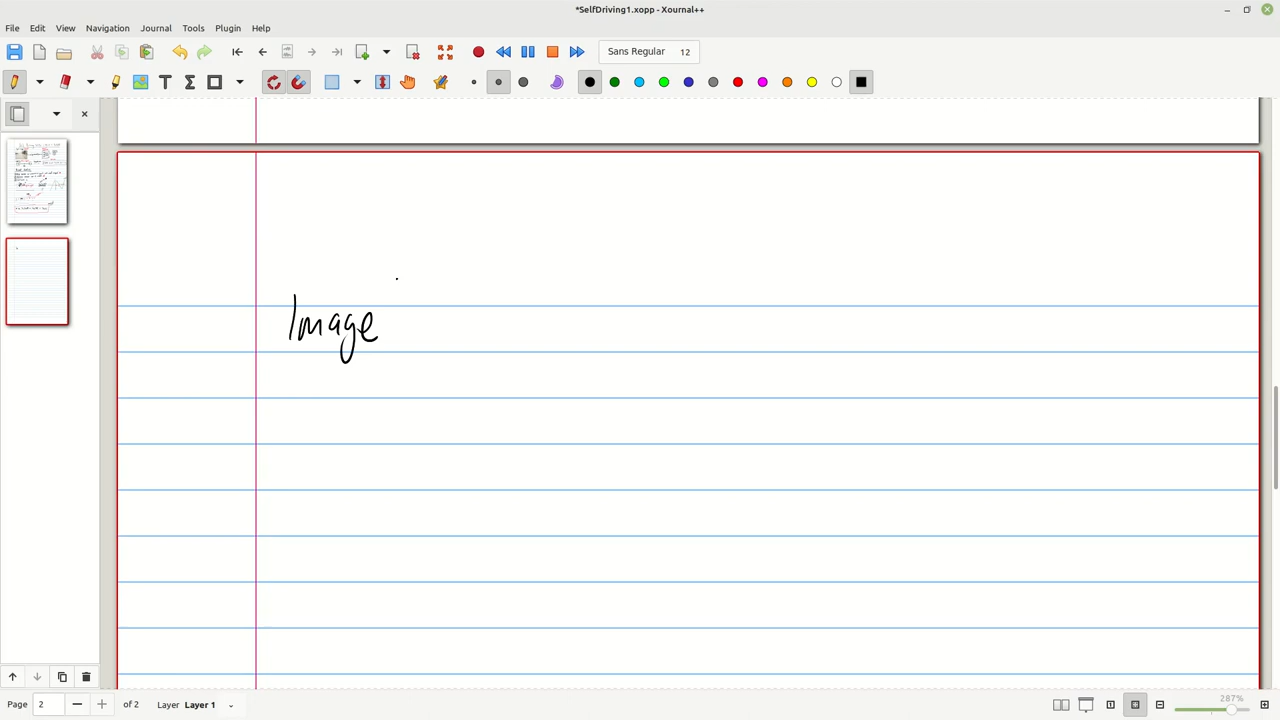 *SelfDriving1.xopp - Xournal++
File Edit View Navigation Journal Tools Plugin Help
Sans Regular 12
Image
Page 2 of 2 Layer Layer 1
287%